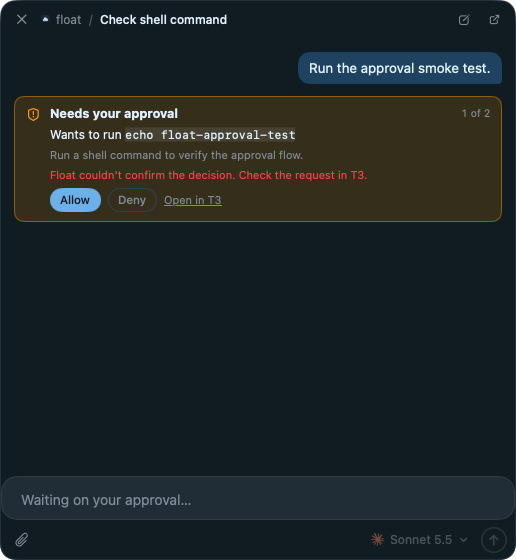 float / Check shell command
Run the approval smoke test.
Needs your approval
1 of 2
Wants to run echo float-approval-test
Run a shell command to verify the approval flow.
Float couldn't confirm the decision. Check the request in T3.
Allow Deny Open in T3
Waiting on your approval...
Sonnet 5.5